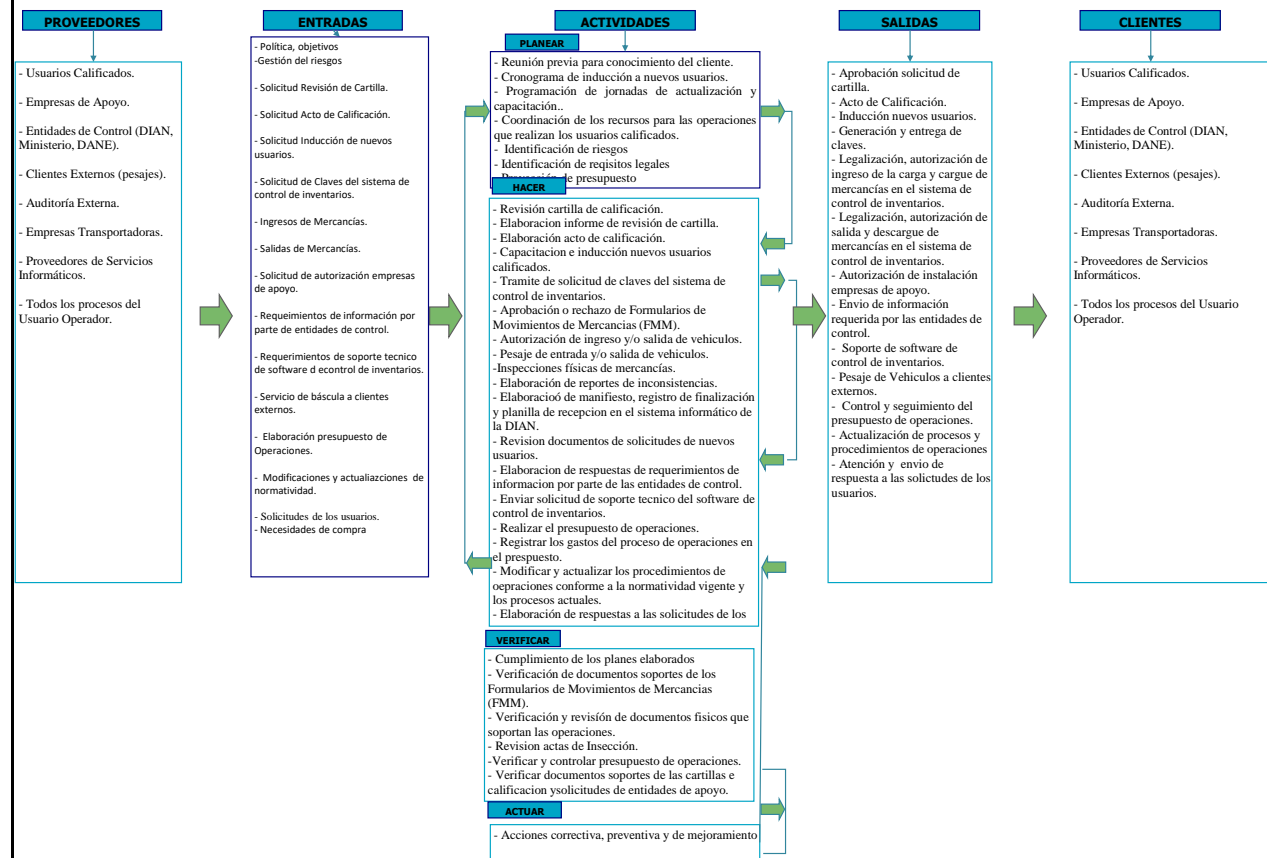 PROVEEDORES
- Usuarios Calificados.
- Empresas de Apoyo.
- Entidades de Control (DIAN,
Ministerio, DANE).
- Clientes Externos (pesajes).
- Auditoría Externa.
- Empresas Transportadoras.
- Proveedores de Servicios
Informáticos.
- Todos los procesos del
Usuario Operador.
ENTRADAS
- Política, objetivos
-Gestión del riesgos
- Solicitud Revisión de Cartilla.
- Solicitud Acto de Calificación.
- Solicitud Inducción de nuevos
usuarios.
- Solicitud de Claves del sistema de
control de inventarios.
- Ingresos de Mercancías.
- Salidas de Mercancías.
- Solicitud de autorización empresas
de apoyo.
- Requeimientos de información por
parte de entidades de control.
- Requerimientos de soporte tecnico
de software d econtrol de inventarios.
- Servicio de báscula a clientes
externos.
- Elaboración presupuesto de
Operaciones.
- Modificaciones y actualiazciones de
normatividad.
- Solicitudes de los usuarios.
- Necesidades de compra
ACTIVIDADES
PLANEAR
- Reunión previa para conocimiento del cliente.
- Cronograma de inducción a nuevos usuarios.
- Programación de jornadas de actualización y
capacitación..
- Coordinación de los recursos para las operaciones
que realizan los usuarios calificados.
- Identificación de riesgos
- Identificación de reqisitos legales
de presupuesto
HACER
- Revisión cartilla de calificación.
- Elaboracion informe de revisión de cartilla.
- Elaboración acto de calificación.
- Capacitacion e inducción nuevos usuarios
calificados.
- Tramite de solicitud de claves del sistema de
control de inventarios.
- Aprobación o rechazo de Formularios de
Movimientos de Mercancias (FMM).
- Autorización de ingreso y/o salida de vehiculos.
- Pesaje de entrada y/o salida de vehiculos.
-Inspecciones físicas de mercancías.
- Elaboración de reportes de inconsistencias.
- Elaboracioó de manifiesto, registro de finalización
y planilla de recepcion en el sistema informático de
la DIAN.
- Revision documentos de solicitudes de nuevos
usuarios.
- Elaboracion de respuestas de requerimientos de
informacion por parte de las entidades de control.
- Enviar solicitud de soporte tecnico del software de
control de inventarios.
- Realizar el presupuesto de operaciones.
- Registrar los gastos del proceso de operaciones en
el prespuesto.
- Modificar y actualizar los procedimientos de
oepraciones conforme a la normatividad vigente y
los procesos actuales.
- Elaboración de respuestas a las solicitudes de los
VERIFICAR
- Cumplimiento de los planes elaborados
- Verificación de documentos soportes de los
Formularios de Movimientos de Mercancias
(FMM).
- Verificación y revisíón de documentos fisicos que
soportan las operaciones.
- Revision actas de Insección.
-Verificar y controlar presupuesto de operaciones.
- Verificar documentos soportes de las cartillas e
calificacion ysolicitudes de entidades de apoyo.
ACTUAR
- Acciones correctiva, preventiva y de mejoramiento
SALIDAS
- Aprobación solicitud de
cartilla.
- Acto de Calificación.
- Inducción nuevos usuarios.
- Generación y entrega de
claves.
- Legalización, autorización de
ingreso de la carga y cargue de
mercancías en el sistema de
control de inventarios.
- Legalización, autorización de
salida y descargue de
mercancías en el sistema de
control de inventarios.
- Autorización de instalación
empresas de apoyo.
- Envio de información
requerida por las entidades de
control.
- Soporte de software de
control de inventarios.
- Pesaje de Vehiculos a clientes
externos.
- Control y seguimiento del
presupuesto de operaciones.
- Actualización de procesos y
procedimientos de operaciones
- Atención y envio de
respuesta a las solictudes de los
usuarios.
CLIENTES
- Usuarios Calificados.
- Empresas de Apoyo.
- Entidades de Control (DIAN,
Ministerio, DANE).
- Clientes Externos (pesajes).
- Auditoría Externa.
- Empresas Transportadoras.
- Proveedores de Servicios
Informáticos.
- Todos los procesos del Usuario
Operador.